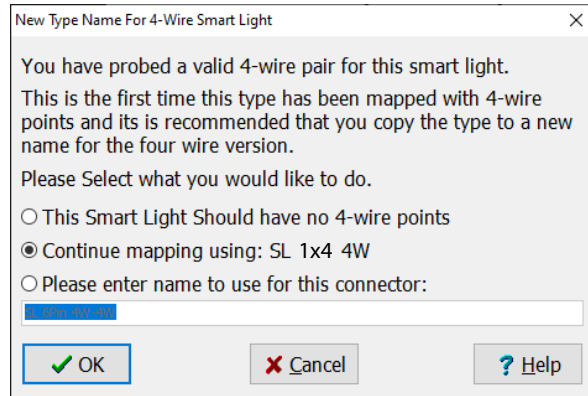 New Type Name For 4-Wire Smart Light
You have probed a valid 4-wire pair for this smart light.
This is the first time this type has been mapped with 4-wire
points and its is recommended that you copy the type to a new
name for the four wire version.
Please Select what you would like to do.
This Smart Light Should have no 4-wire points
Continue mapping using: SL 1x4 4W
Please enter name to use for this connector:
SL 6Pin 4W-4W
OK
Cancel
Help